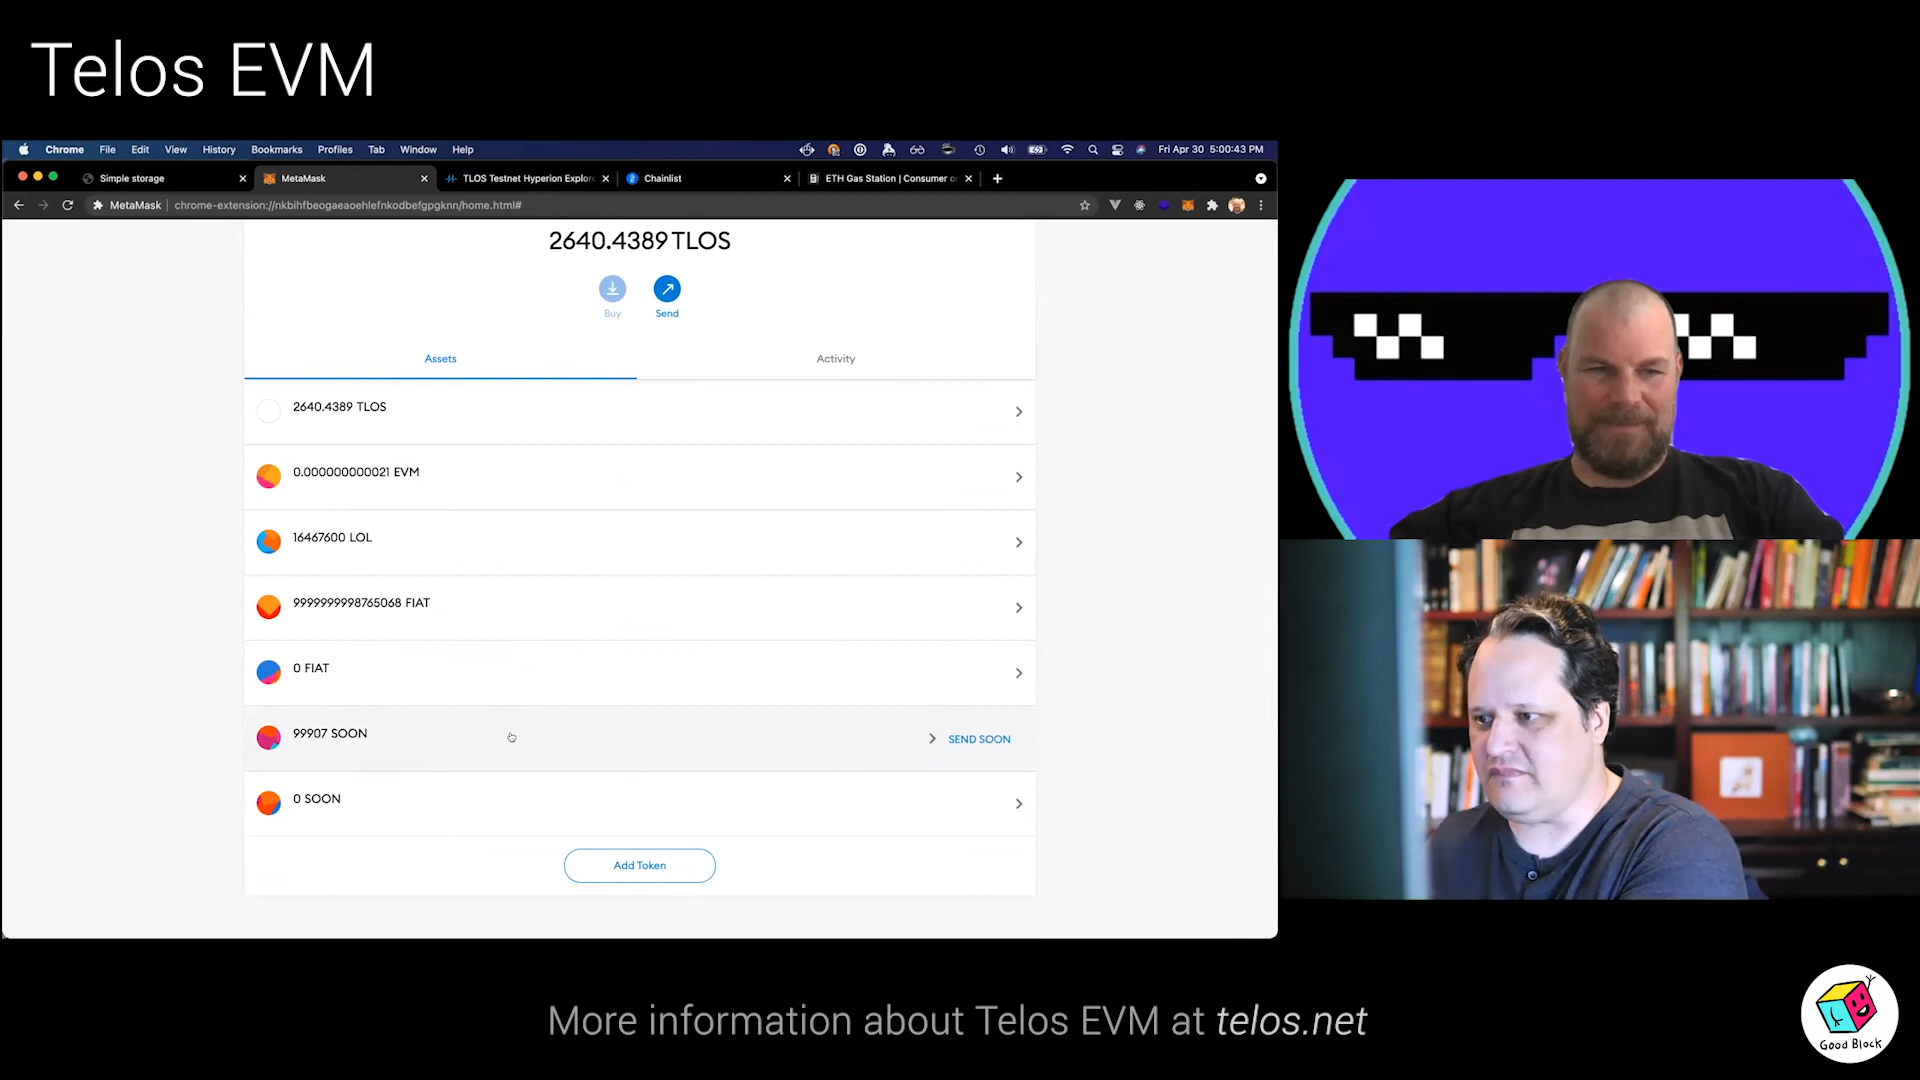 Telos EVM
Chrome File Edit View History Bookmarks Profiles Tab Window Help Fri Apr 30 5:00:43 PM
Simple storage MetaMask TLOS Testnet Hyperion Explor Chainlist ETH Gas Station | Consumer o
MetaMask chrome-extension://nkbihfbeogaeaoehlefnkodbefgpgknn/home.html#
2640.4389 TLOS
Buy Send
Assets Activity
2640.4389 TLOS
0.000000000021 EVM
16467600 LOL
9999999998765068 FIAT
0 FIAT
99907 SOON SEND SOON
0 SOON
Add Token
More information about Telos EVM at telos.net
Good Block